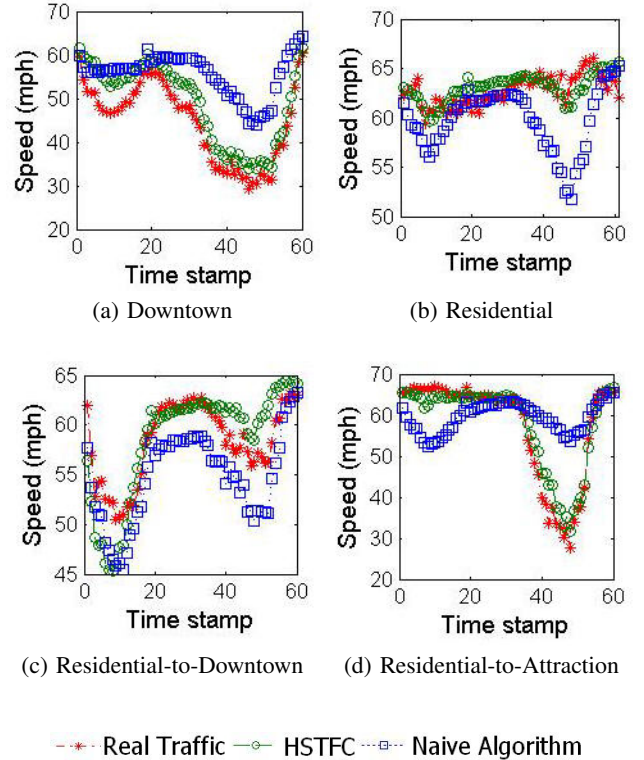 70
60
50
40
30
20
Speed (mph)
0 20 40 60
Time stamp
(a) Downtown
70
65
60
55
50
Speed (mph)
0 20 40 60
Time stamp
(b) Residential
65
60
55
50
45
Speed (mph)
0 20 40 60
Time stamp
(c) Residential-to-Downtown
70
60
50
40
30
20
Speed (mph)
0 20 40 60
Time stamp
(d) Residential-to-Attraction
Real Traffic HSTFC Naive Algorithm